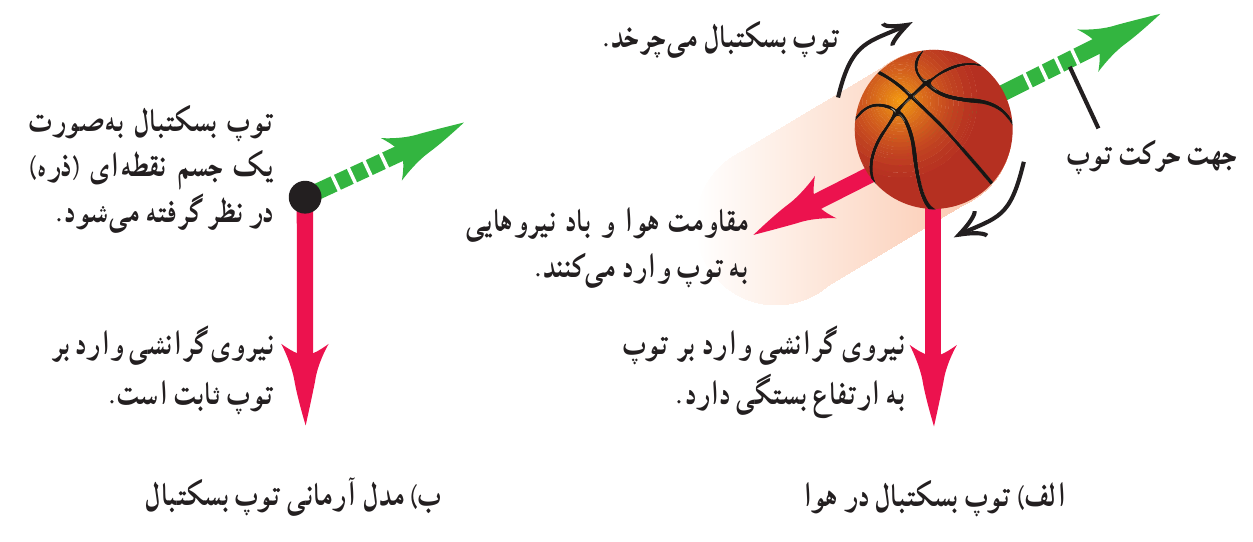 توپ بسکتبال می‌چرخد.
جهت حرکت توپ
مقاومت هوا و باد نیروهایی
به توپ وارد می‌کنند.
نیروی گرانشی وارد بر توپ
به ارتفاع بستگی دارد.
الف) توپ بسکتبال در هوا
توپ بسکتبال به‌صورت
یک جسم نقطه‌ای (ذره)
در نظر گرفته می‌شود.
نیروی گرانشی وارد بر
توپ ثابت است.
ب) مدل آرمانی توپ بسکتبال